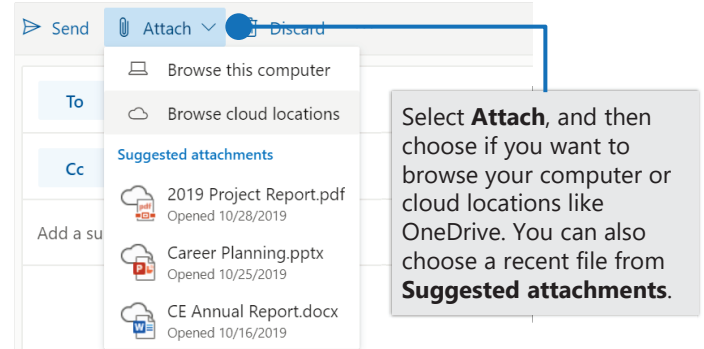 Send Attach Discard
Browse this computer
To
Browse cloud locations
Suggested attachments
Cc
2019 Project Report.pdf
pdf
Opened 10/28/2019
Add a su
Career Planning.pptx
P
Opened 10/25/2019
CE Annual Report.docx
W
Opened 10/16/2019
Select Attach, and then
choose if you want to
browse your computer or
cloud locations like
OneDrive. You can also
choose a recent file from
Suggested attachments.